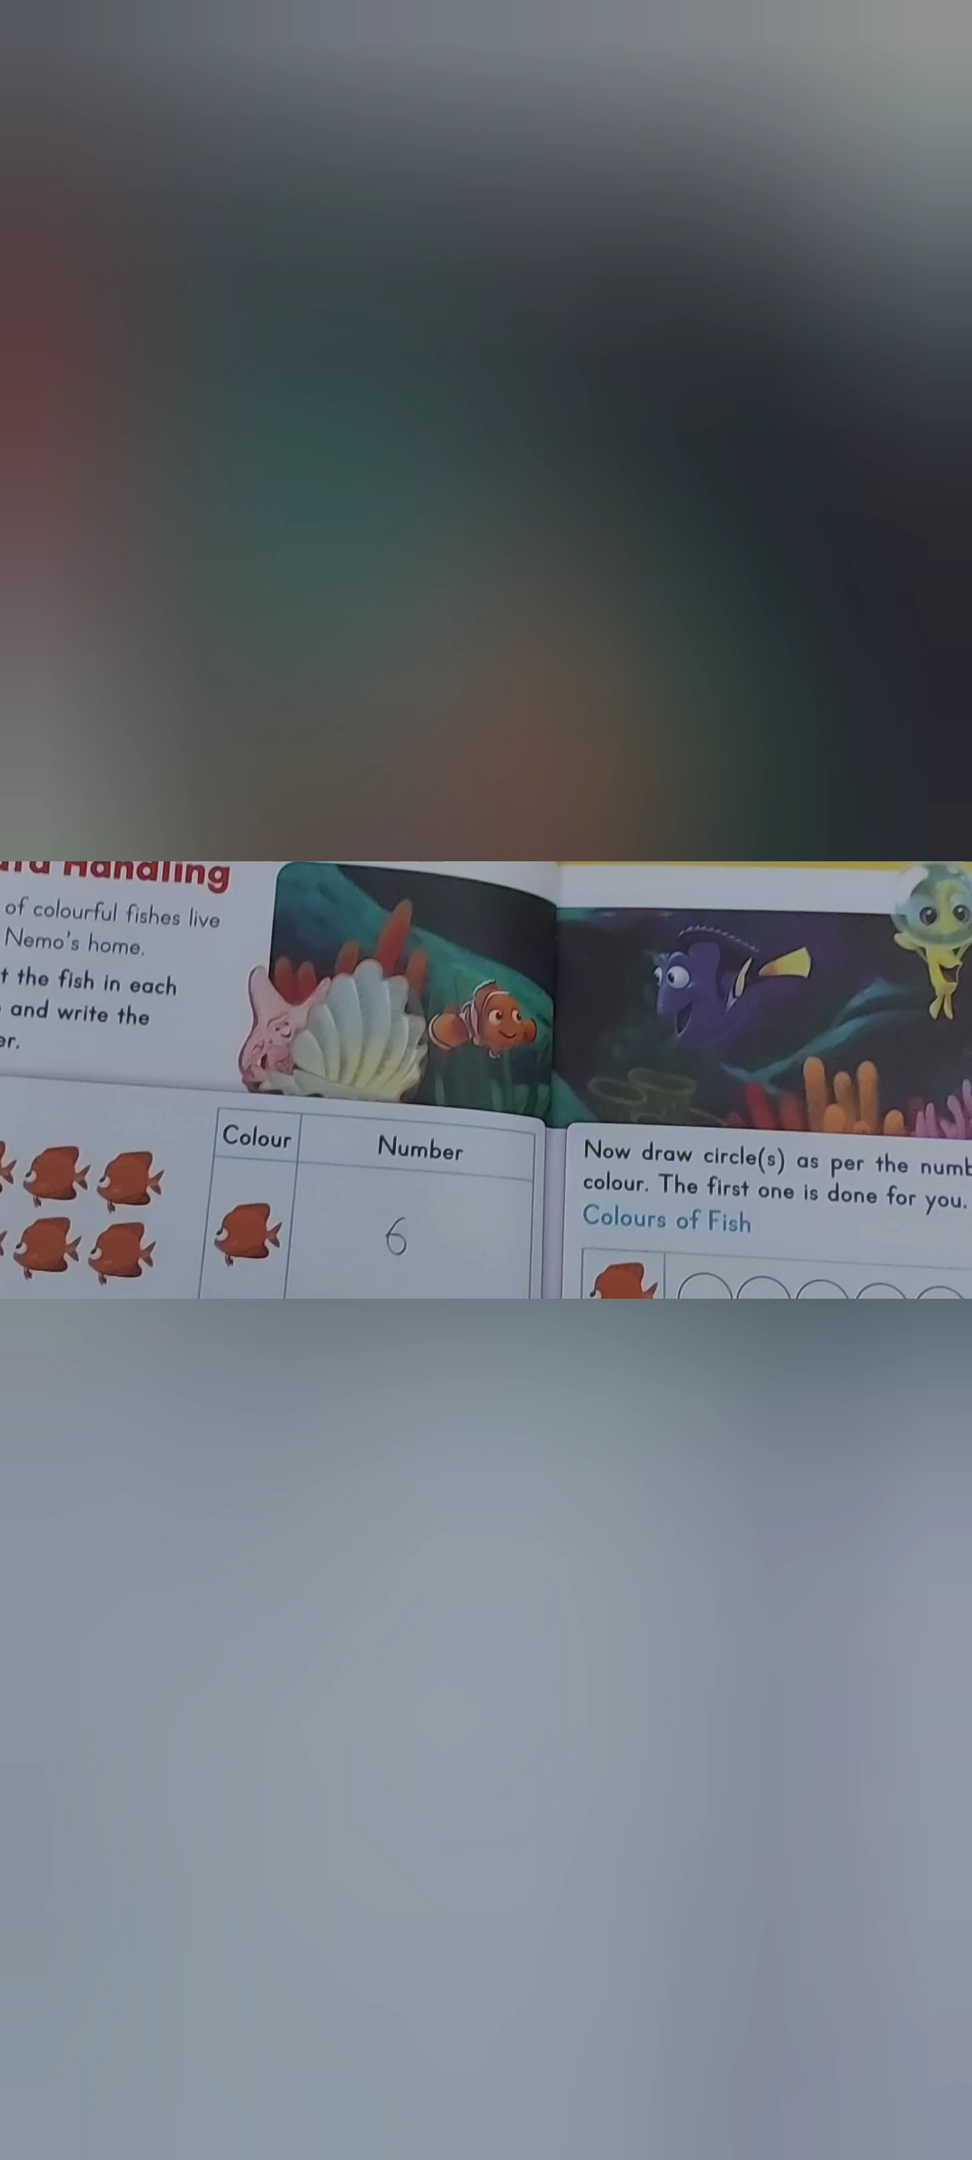 Handling
of colourful fishes live
Nemo's home.
the fish in each
and write the
Colour
Number
6
Now draw circle(s) as per the
colour. The first one is done for you.
Colours of Fish